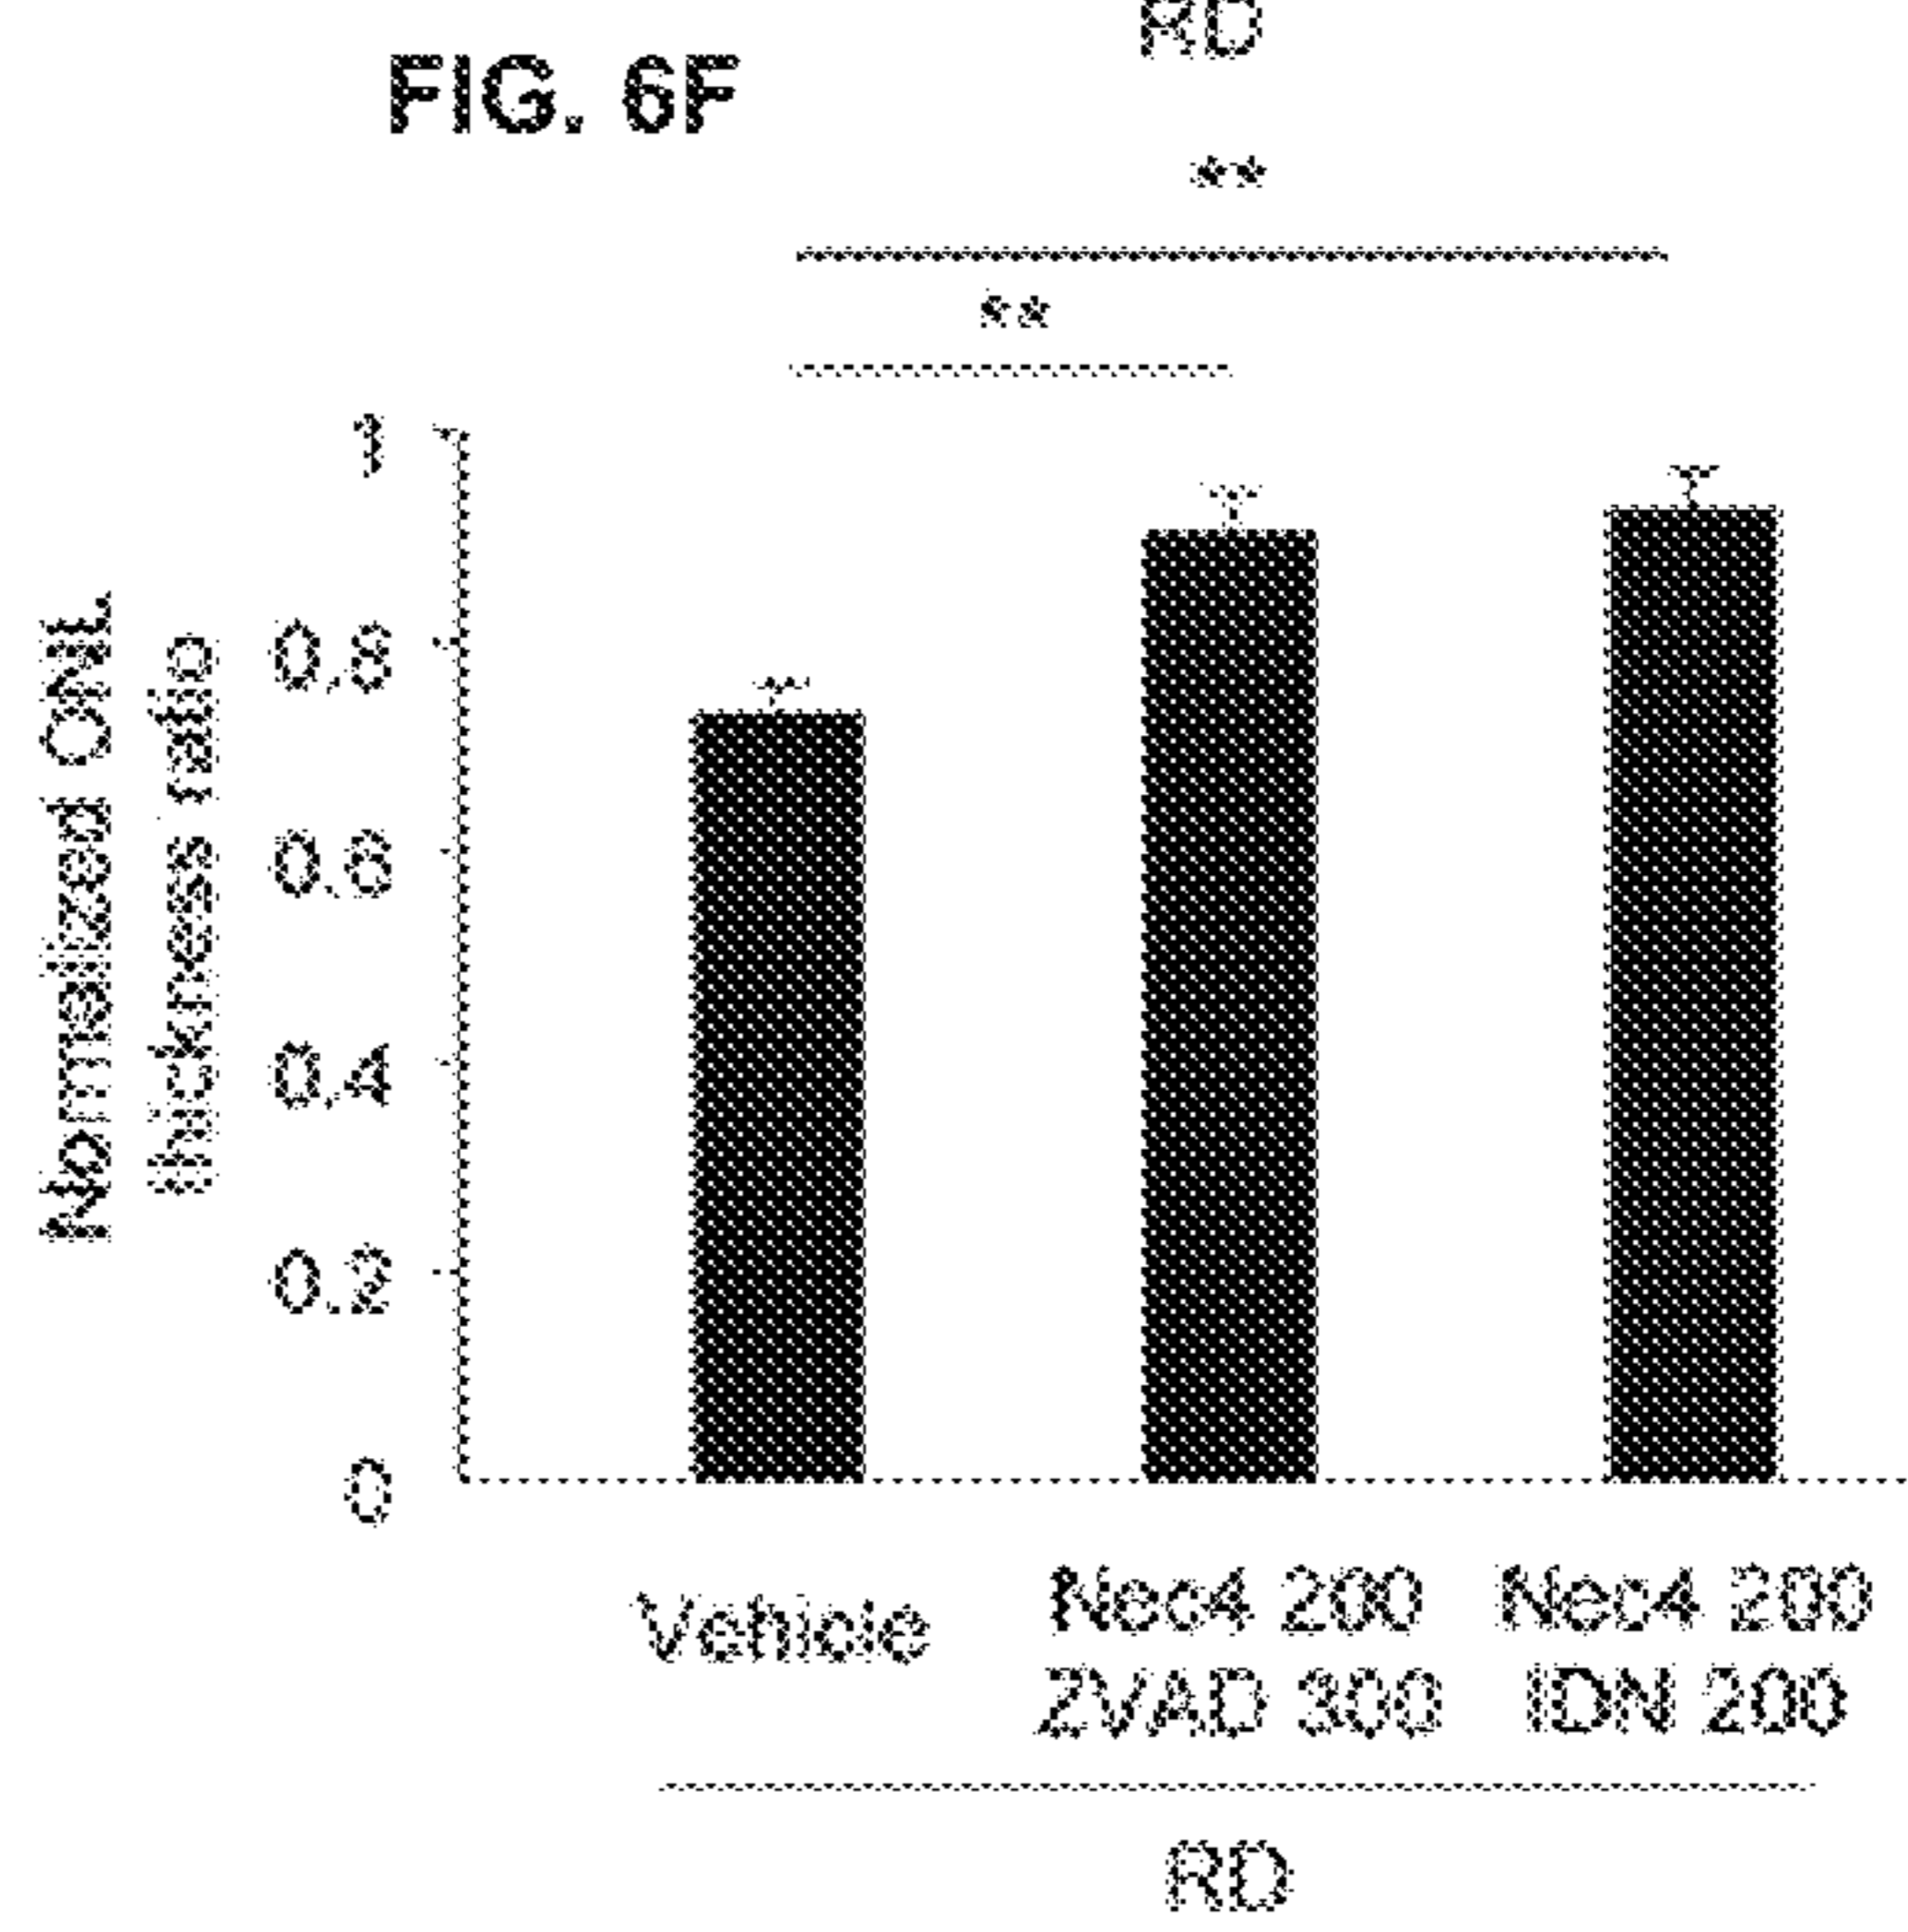 RD
FIG. 6F
**
**
1
0.8
0.6
0.4
0.2
0
Normalized ONL
thickness ratio
Vehicle
Nec4 200
ZVAD 300
Nec4 200
IDN 200
RD